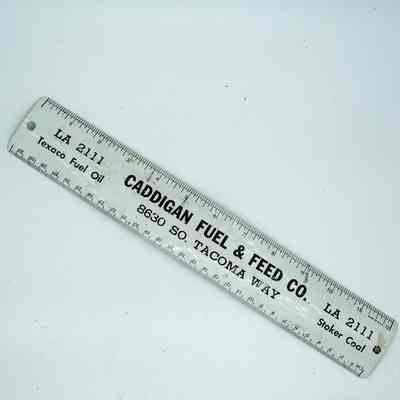 LA 2111
Texaco Fuel Oil
CADDIGAN FUEL & FEED CO.
8630 SO. TACOMA WAY
LA 2111
Stoker Coal